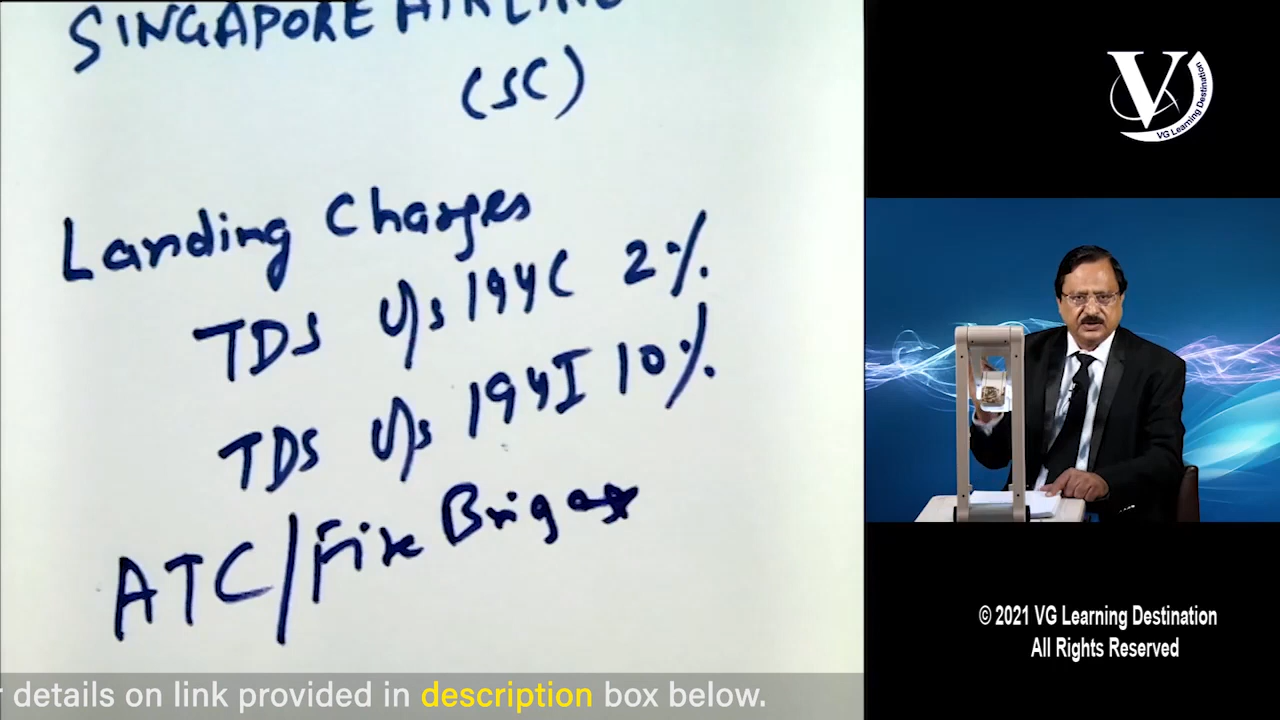 SINGAPORE AIRLINE
(SC)
Landing Charges
TDS u/s 194C 2%.
TDS u/s 194I 10%.
ATC/Fire
V
VG Learning Destination
© 2021 VG Learning Destination
All Rights Reserved
details on link provided in description box below.